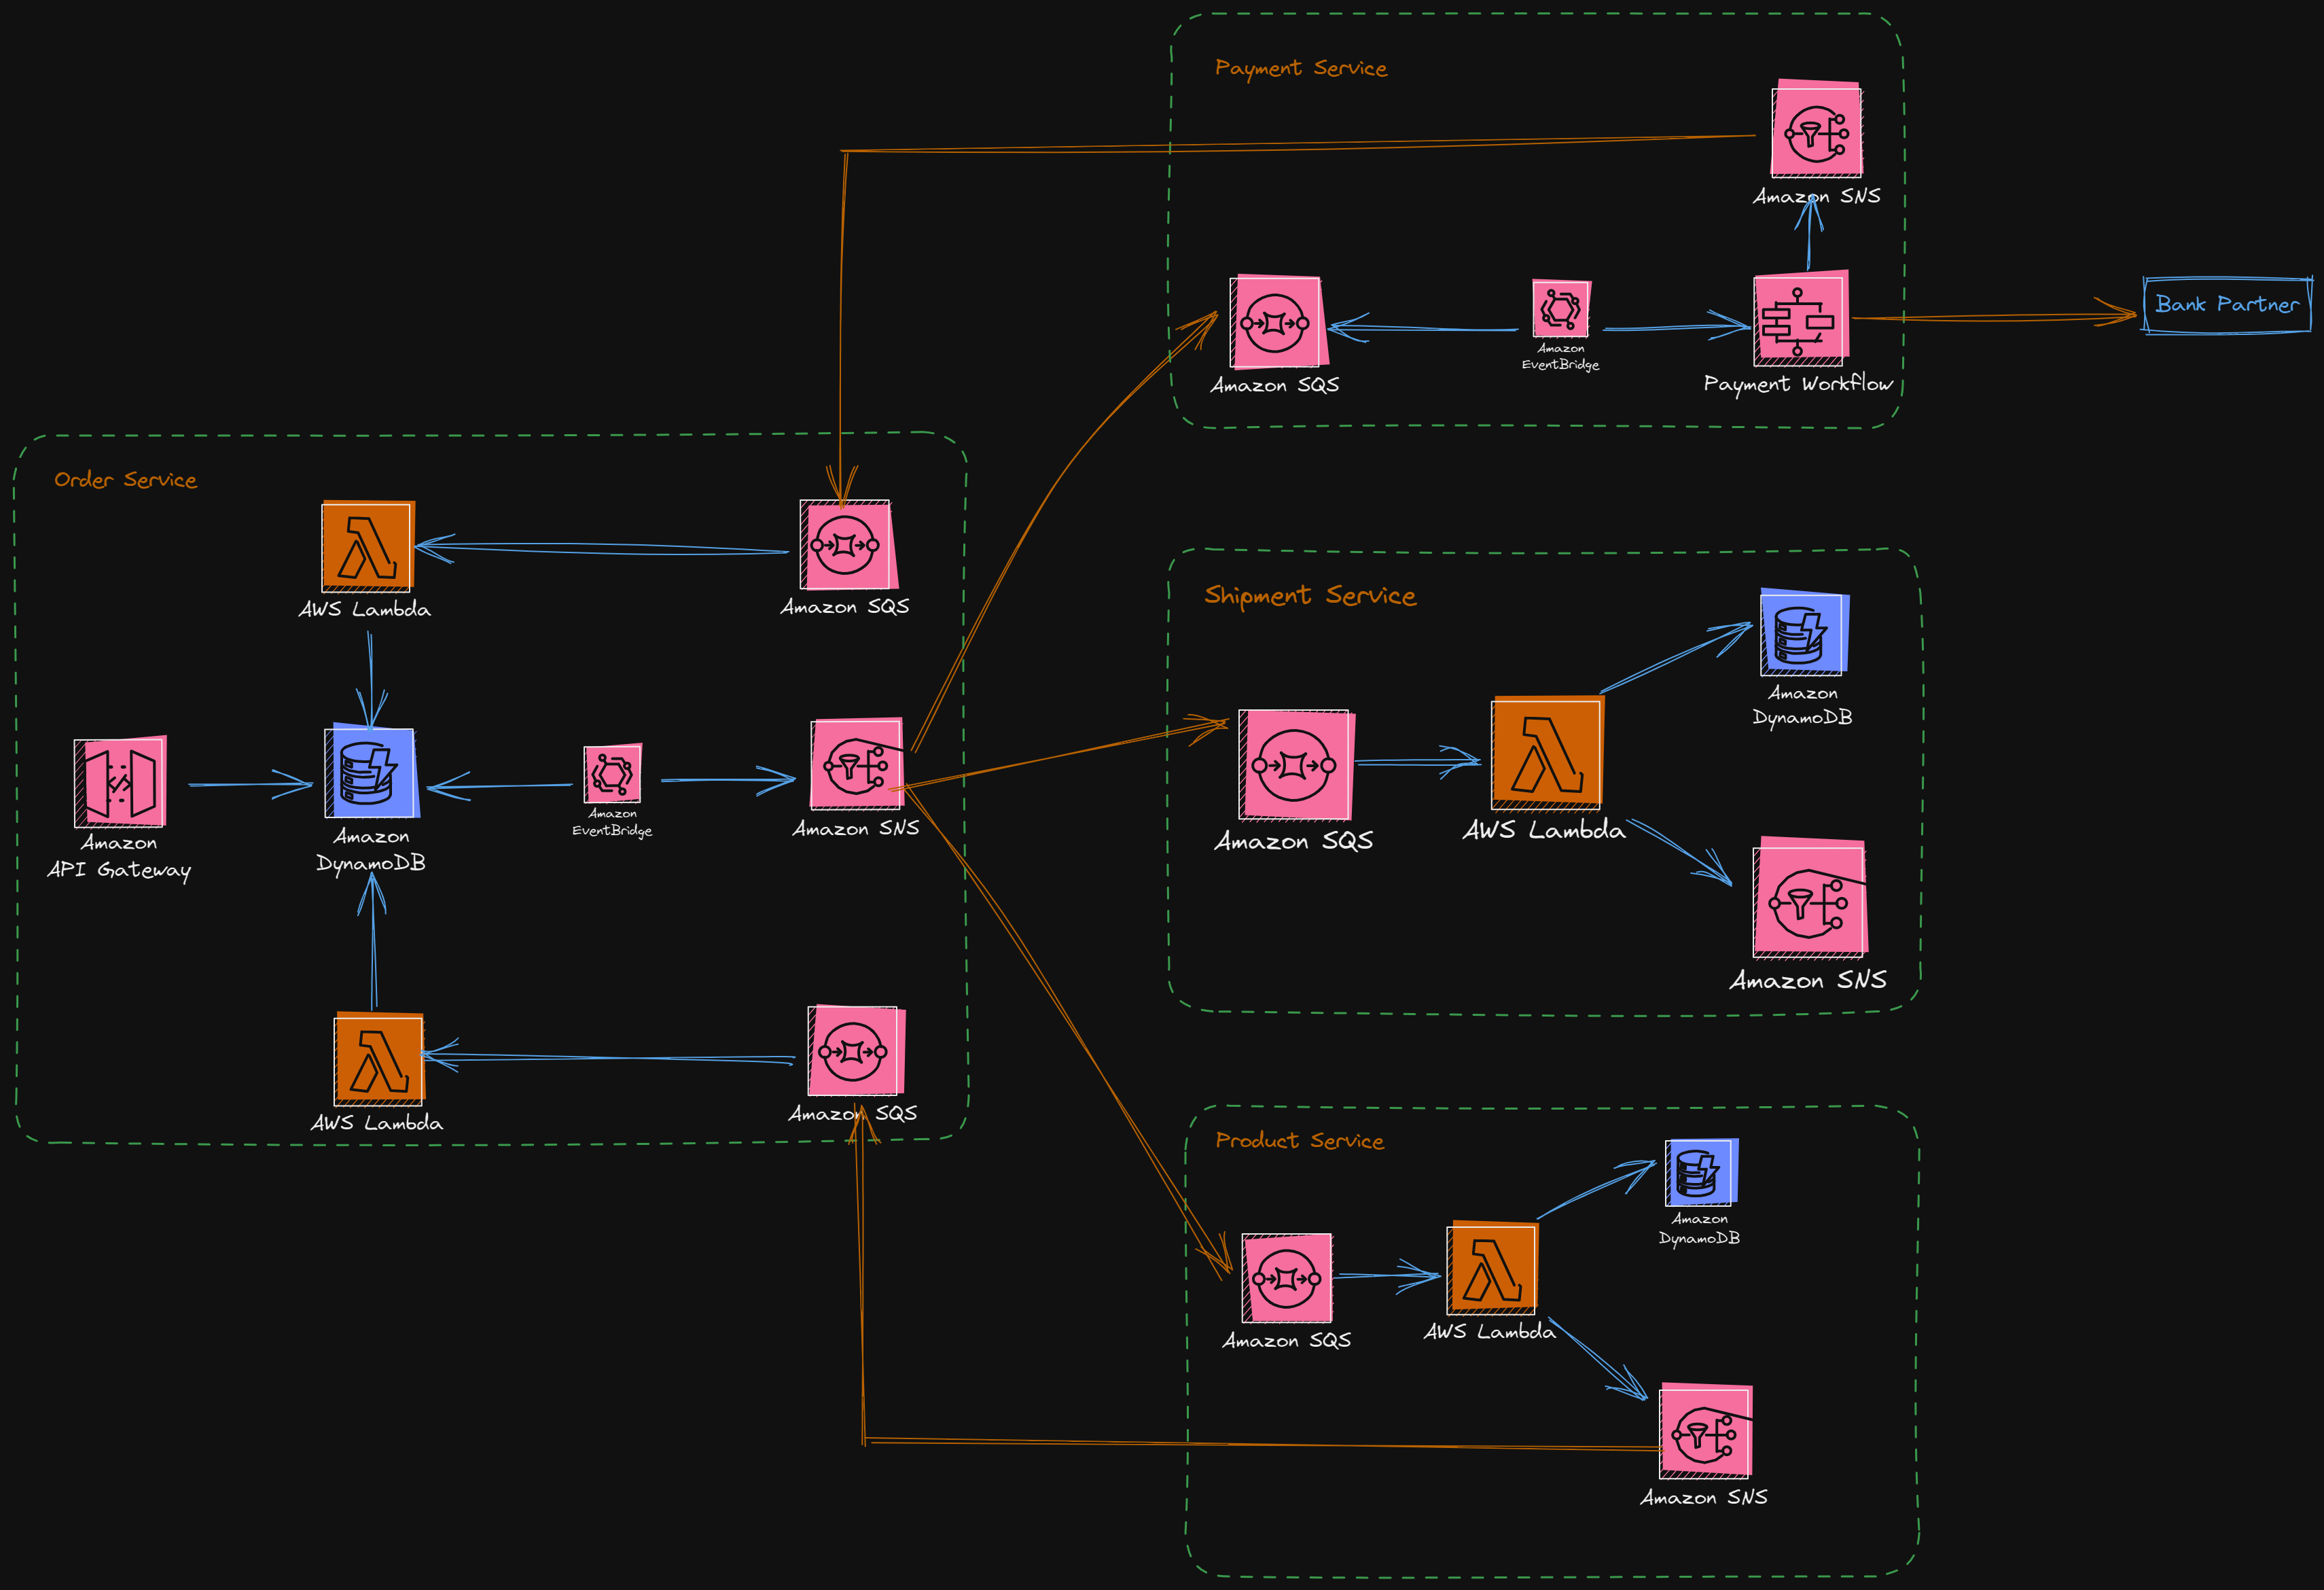 Payment Service
Amazon SNS
Amazon SQS
Amazon
EventBridge
Payment Workflow
Bank Partner
Order Service
AWS Lambda
Amazon SQS
Amazon
API Gateway
Amazon
DynamoDB
Amazon
EventBridge
Amazon SNS
AWS Lambda
Amazon SQS
Shipment Service
Amazon SQS
AWS Lambda
Amazon
DynamoDB
Amazon SNS
Product Service
Amazon SQS
AWS Lambda
Amazon
DynamoDB
Amazon SNS